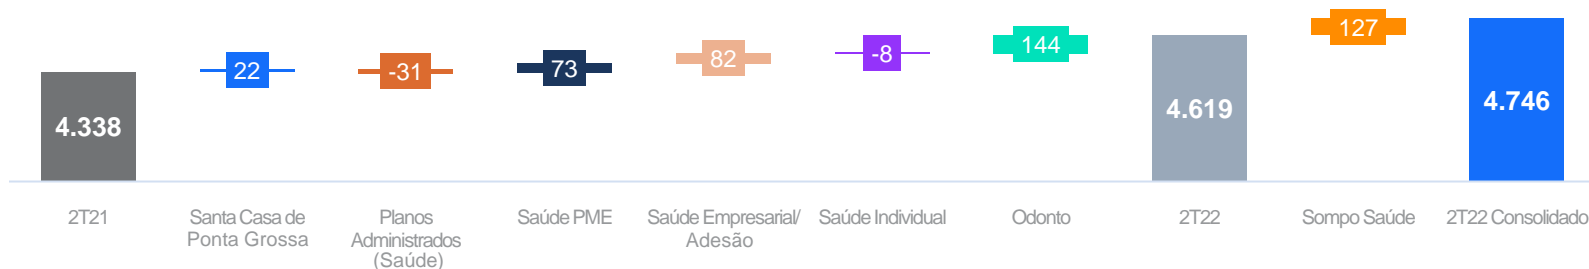 4.338
22
-31
73
82
-8
144
4.619
127
4.746
2T21
Santa Casa de
Ponta Grossa
Planos
Administrados
(Saúde)
Saúde PME
Saúde Empresarial/
Adesão
Saúde Individual
Odonto
2T22
Sompo Saúde
2T22 Consolidado